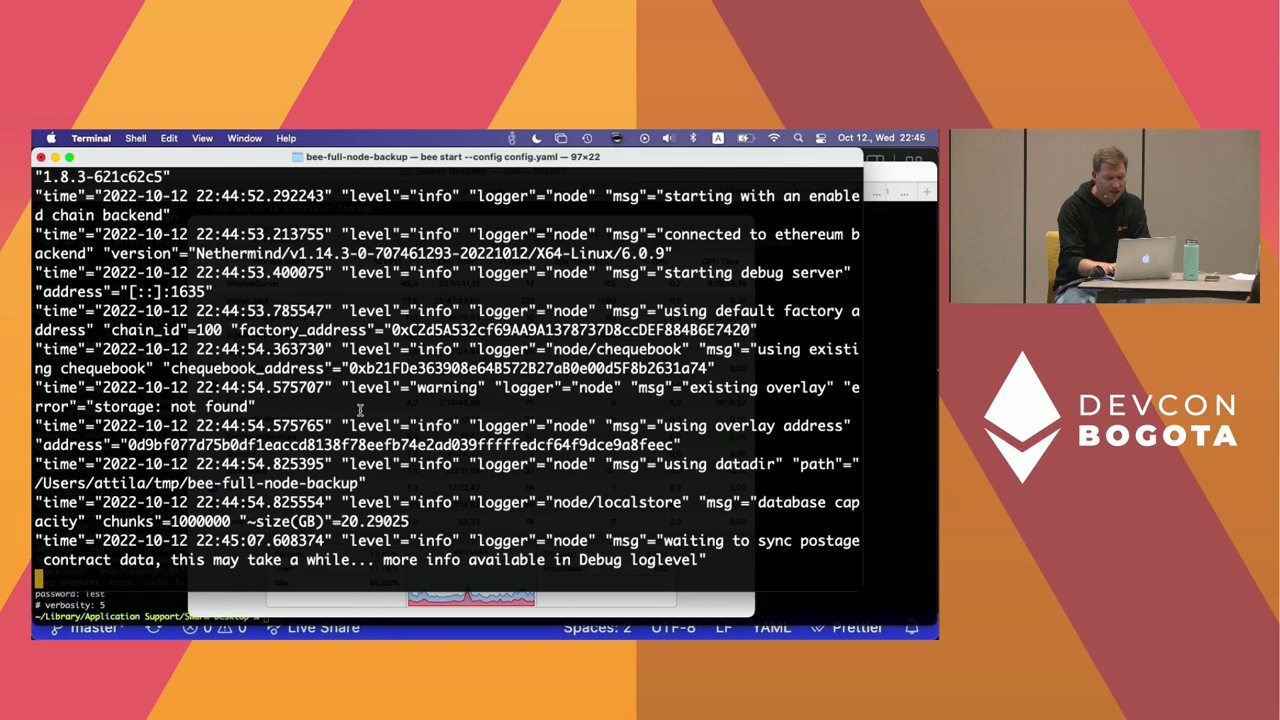 Terminal Shell Edit View Window Help A Oct 12., Wed 22:45
bee-full-node-backup — bee start --config config.yaml — 97×22
"1.8.3-621c62c5"
"time"="2022-10-12 22:44:52.292243" "level"="info" "logger"="node" "msg"="starting with an enable
d chain backend"
"time"="2022-10-12 22:44:53.213755" "level"="info" "logger"="node" "msg"="connected to ethereum b
ackend" "version"="Nethermind/v1.14.3-0-707461293-20221012/X64-Linux/6.0.9"
"time"="2022-10-12 22:44:53.400075" "level"="info" "logger"="node" "msg"="starting debug server"
"address"="[::]:1635"
"time"="2022-10-12 22:44:53.785547" "level"="info" "logger"="node" "msg"="using default factory a
ddress" "chain_id"=100 "factory_address"="0xC2d5A532cf69AA9A1378737D8ccDEF884B6E7420"
"time"="2022-10-12 22:44:54.363730" "level"="info" "logger"="node/chequebook" "msg"="using existi
ng chequebook" "chequebook_address"="0xb21FDe363908e64B572B27aB0e00d5F8b2631a74"
"time"="2022-10-12 22:44:54.575707" "level"="warning" "logger"="node" "msg"="existing overlay" "e
rror"="storage: not found"
"time"="2022-10-12 22:44:54.575765" "level"="info" "logger"="node" "msg"="using overlay address"
"address"="0d9bf077d75b0df1eaccd8138f78eefb74e2ad039fffffedcf64f9dce9a8feec"
"time"="2022-10-12 22:44:54.825395" "level"="info" "logger"="node" "msg"="using datadir" "path"="
/Users/attila/tmp/bee-full-node-backup"
"time"="2022-10-12 22:44:54.825554" "level"="info" "logger"="node/localstore" "msg"="database cap
acity" "chunks"=1000000 "~size(GB)"=20.29025
"time"="2022-10-12 22:45:07.608374" "level"="info" "logger"="node" "msg"="waiting to sync postage
contract data, this may take a while... more info available in Debug loglevel"
password: Test
# verbosity: 5
~/Library/Application Support/Swarm Desktop
master* 0 0 Live Share Spaces: 2 UTF-8 LF YAML Prettier
DEVCON
BOGOTA